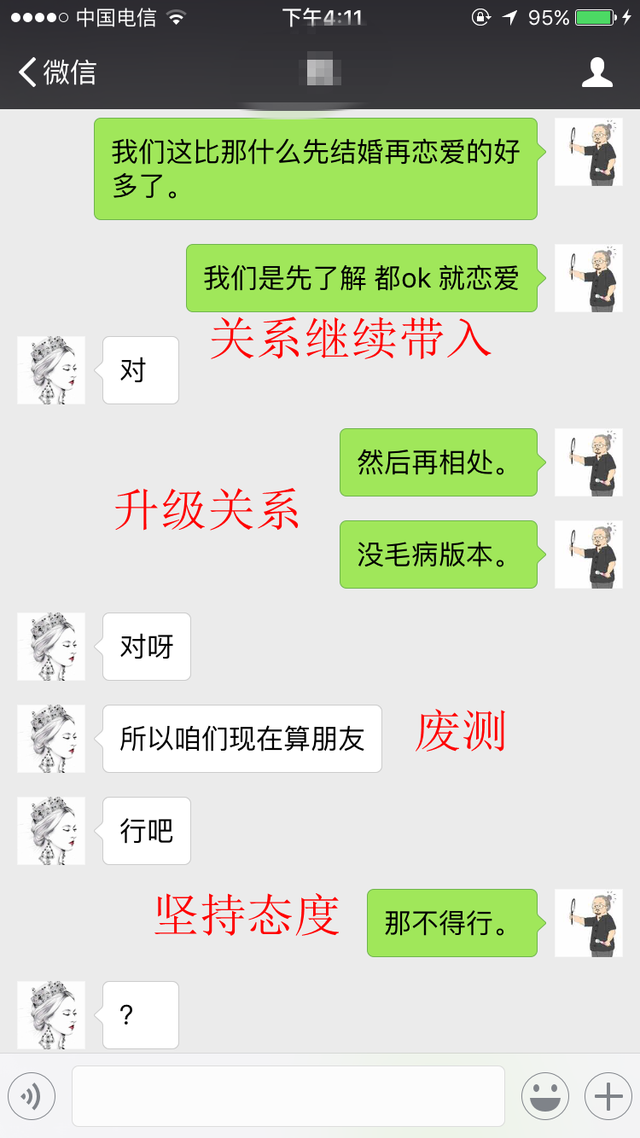 中国电信
下午4:11
95%
微信
我们这比那什么先结婚再恋爱的好
多了。
我们是先了解 都ok 就恋爱
关系继续带入
对
然后再相处。
升级关系
没毛病版本。
对呀
所以咱们现在算朋友
废测
行吧
坚持态度
那不得行。
?